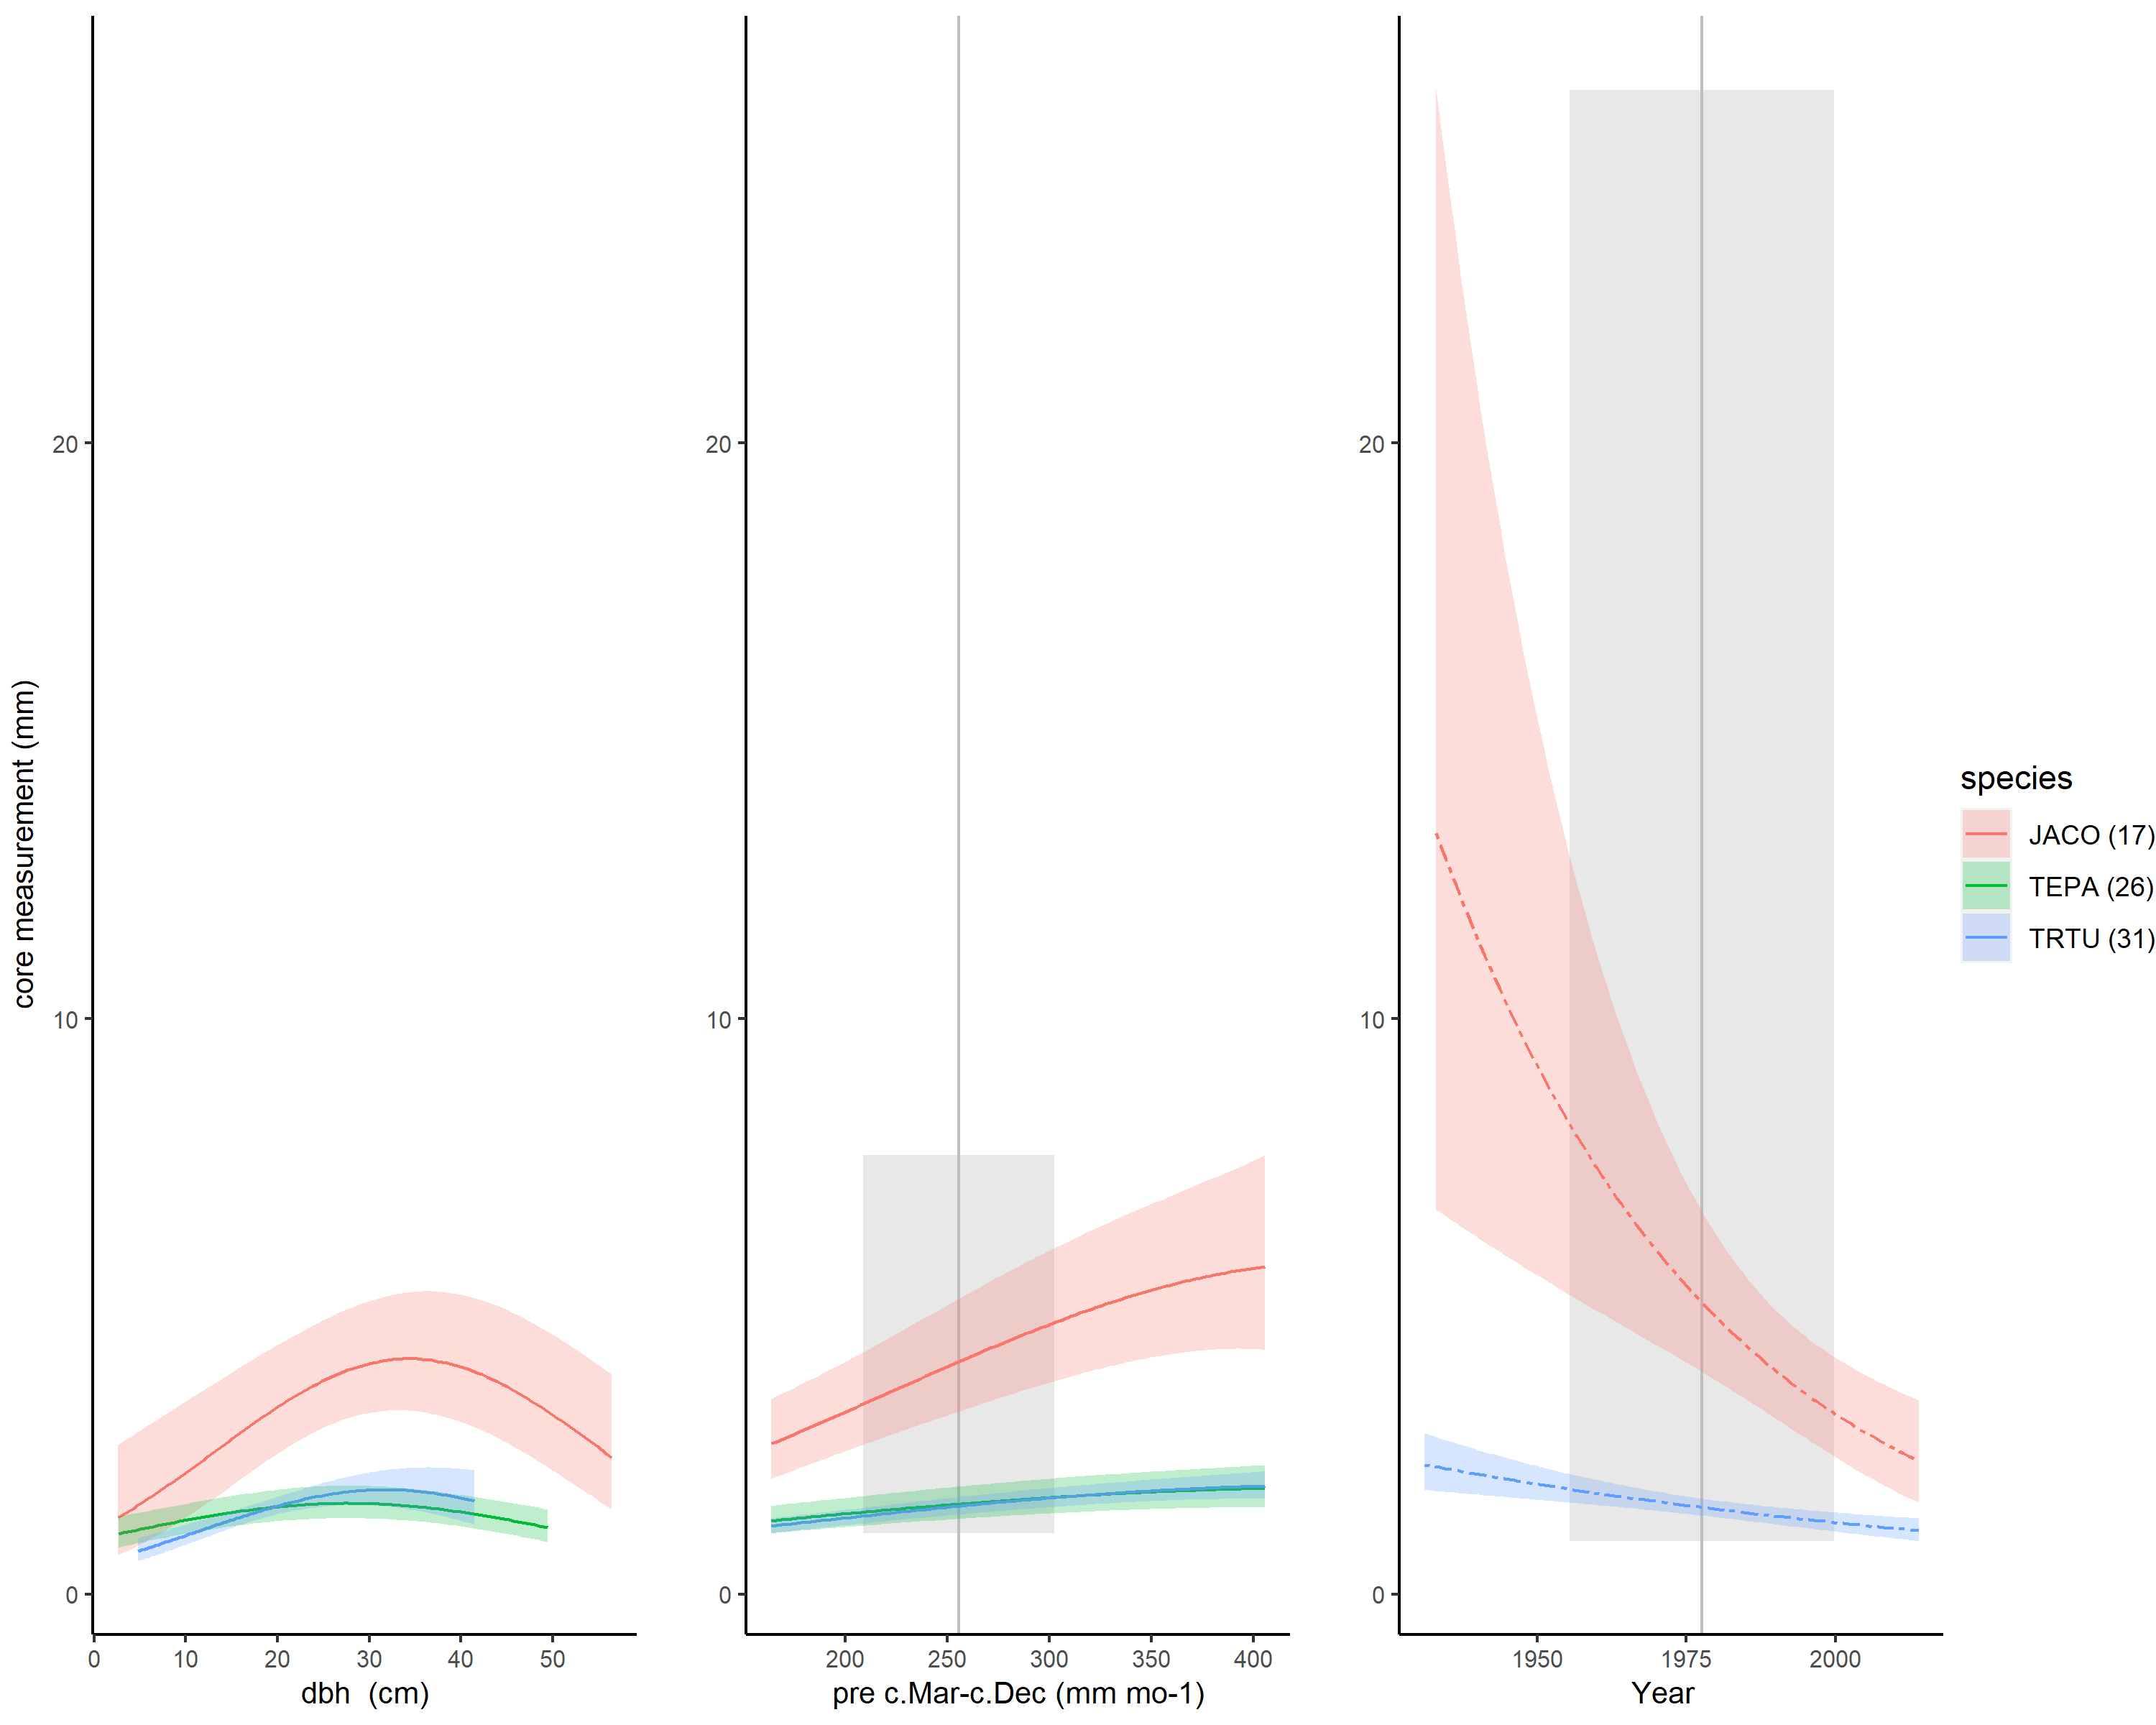 core measurement (mm)
20
10
0
0 10 20 30 40 50
dbh  (cm)
20
10
0
200 250 300 350 400
pre c.Mar-c.Dec (mm mo-1)
20
10
0
1950 1975 2000
Year
species
JACO (17)
TEPA (26)
TRTU (31)